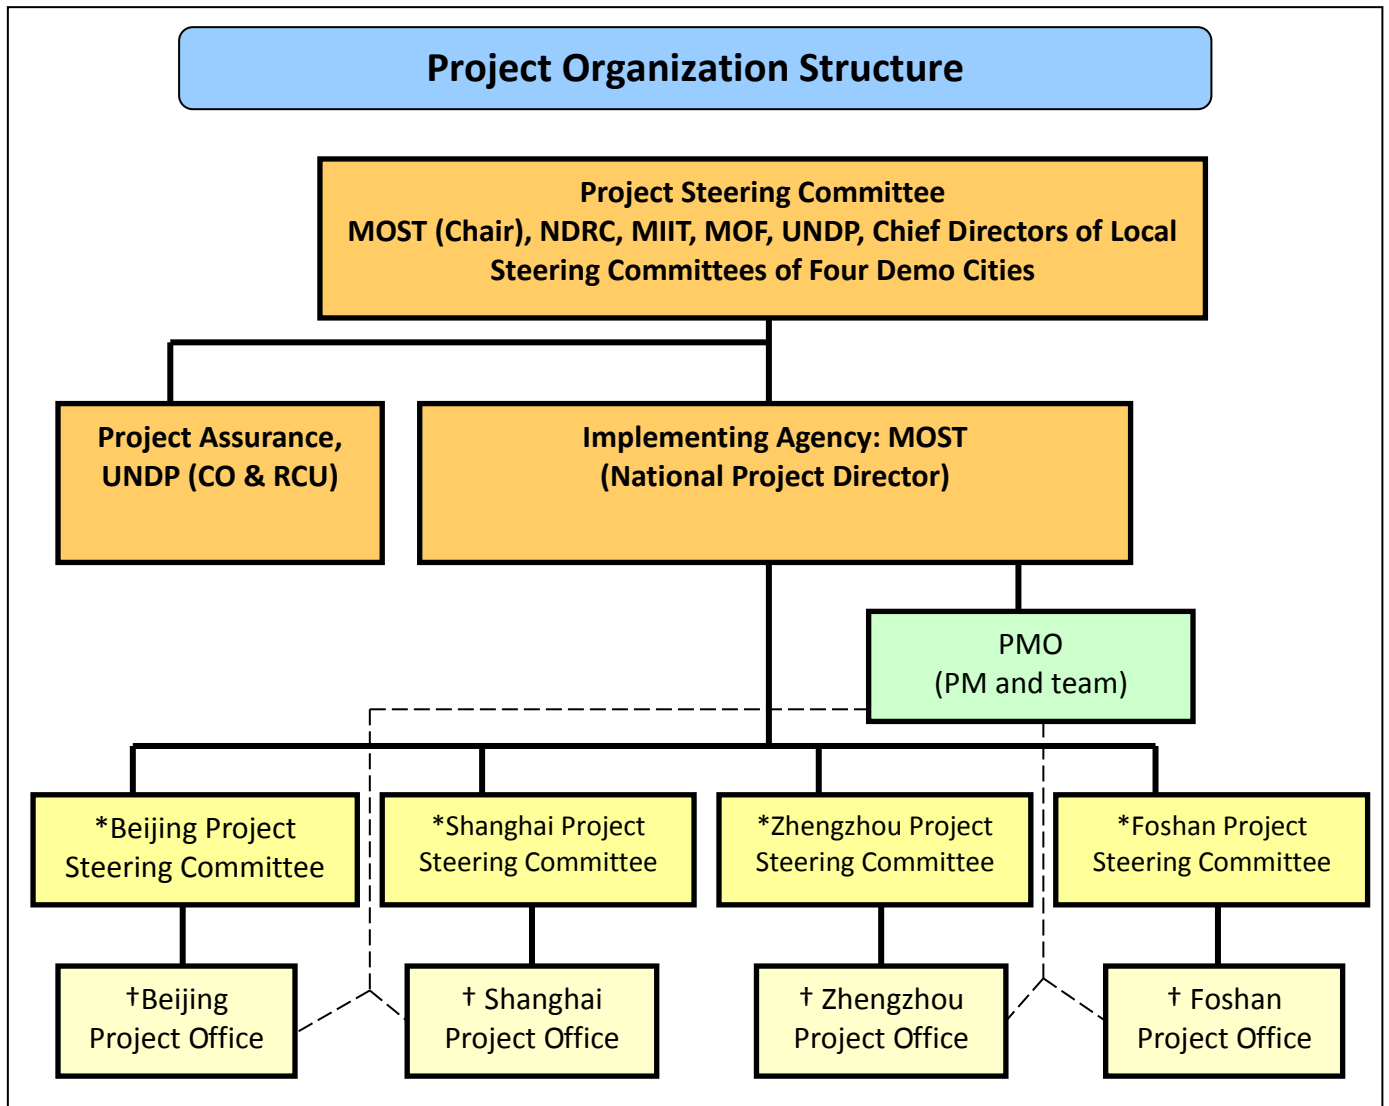 Project Organization Structure
Project Steering Committee
MOST (Chair), NDRC, MIIT, MOF, UNDP, Chief Directors of Local
Steering Committees of Four Demo Cities
Project Assurance,
UNDP (CO & RCU)
Implementing Agency: MOST
(National Project Director)
PMO
(PM and team)
*Beijing Project
Steering Committee
*Shanghai Project
Steering Committee
*Zhengzhou Project
Steering Committee
*Foshan Project
Steering Committee
†Beijing
Project Office
† Shanghai
Project Office
† Zhengzhou
Project Office
† Foshan
Project Office